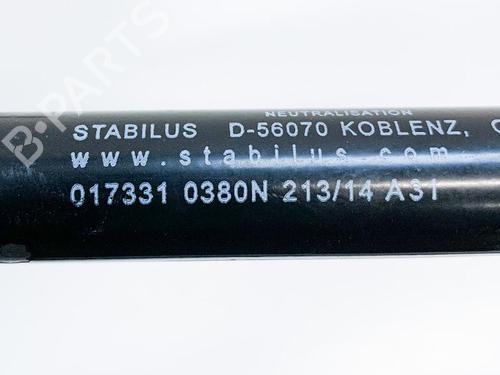 NEUTRALISATION
STABILUS D-56070 KOBLENZ,
www.stabilus.com
017331 0380N 213/14 A31
B-PARTS